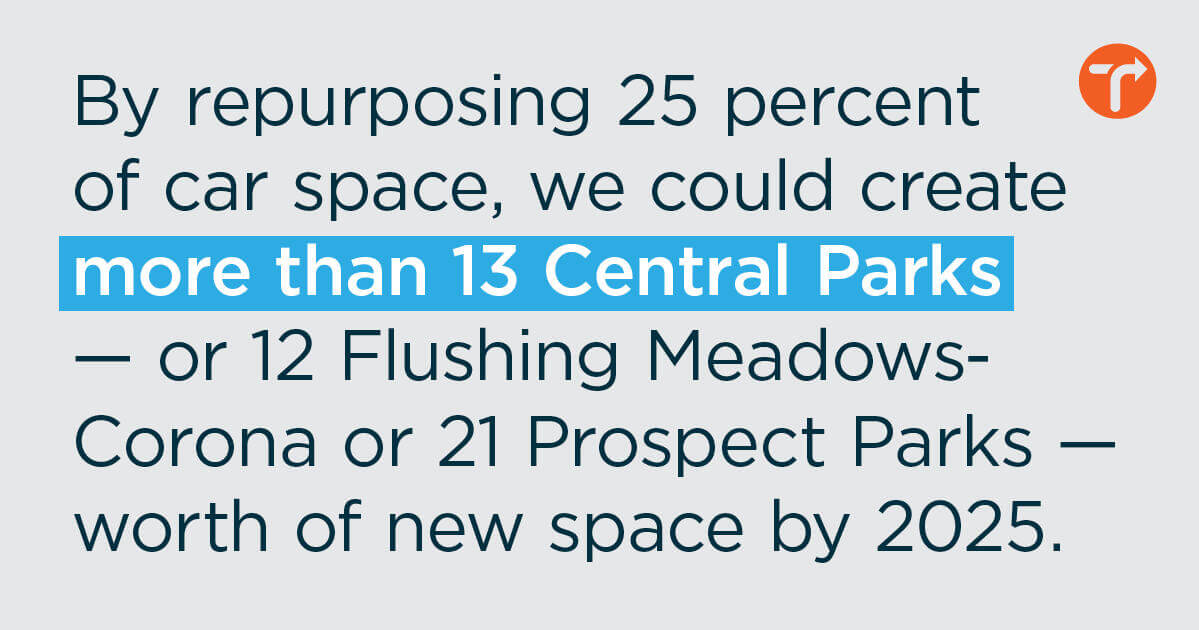 By repurposing 25 percent
of car space, we could create
more than 13 Central Parks
— or 12 Flushing Meadows-
Corona or 21 Prospect Parks —
worth of new space by 2025.